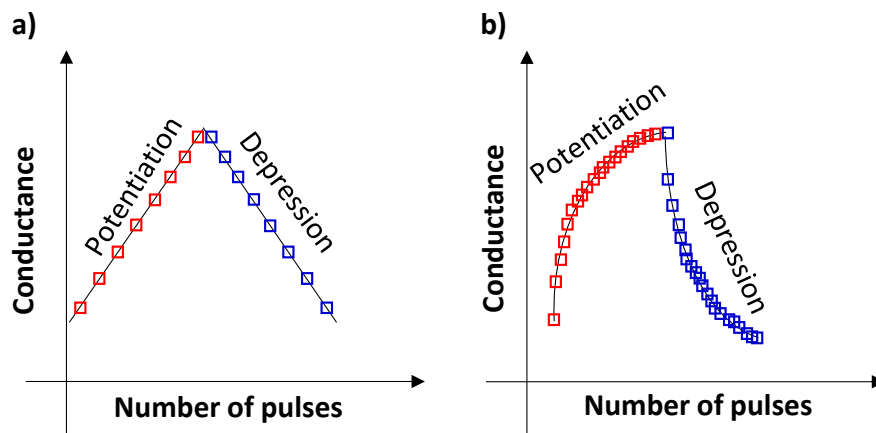 a)
Conductance
Potentiation
Depression
Number of pulses
b)
Conductance
Potentiation
Depression
Number of pulses